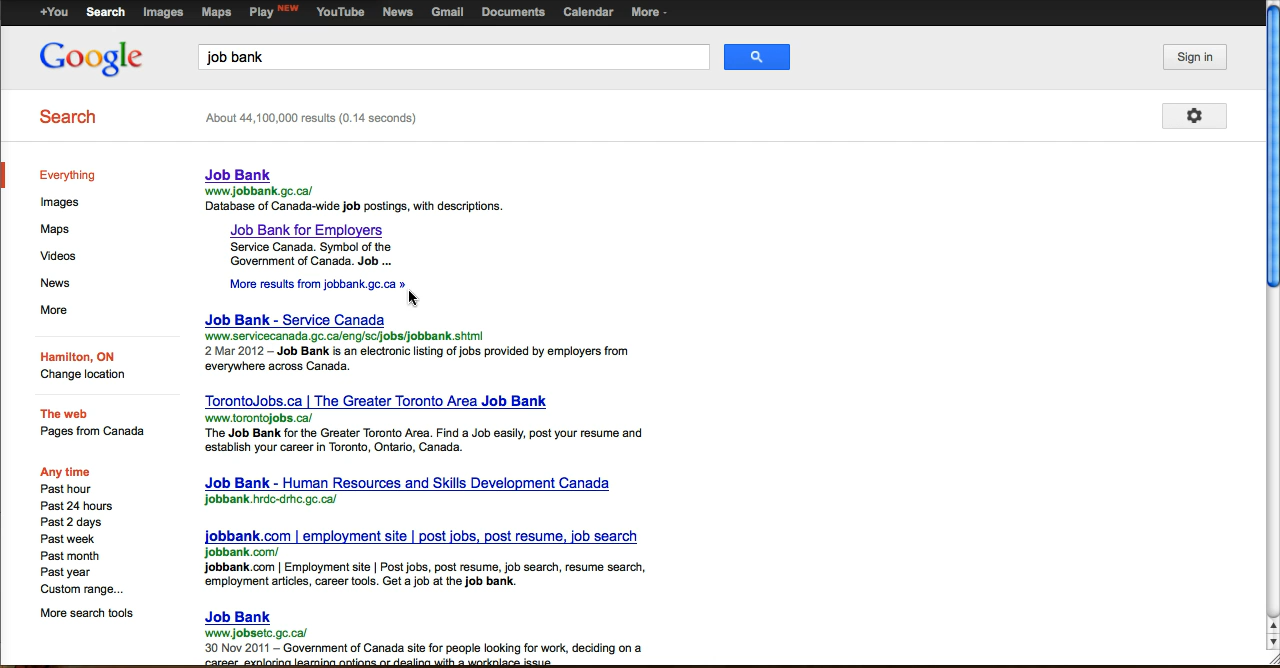 +You Search Images Maps Play NEW YouTube News Gmail Documents Calendar More
Google job bank Sign in
Search About 44,100,000 results (0.14 seconds)
Everything
Images
Maps
Videos
News
More
Hamilton, ON
Change location
The web
Pages from Canada
Any time
Past hour
Past 24 hours
Past 2 days
Past week
Past month
Past year
Custom range...
More search tools
Job Bank
www.jobbank.gc.ca/
Database of Canada-wide job postings, with descriptions.
Job Bank for Employers
Service Canada. Symbol of the
Government of Canada. Job ...
More results from jobbank.gc.ca »
Job Bank - Service Canada
www.servicecanada.gc.ca/eng/sc/jobs/jobbank.shtml
2 Mar 2012 – Job Bank is an electronic listing of jobs provided by employers from
everywhere across Canada.
TorontoJobs.ca | The Greater Toronto Area Job Bank
www.torontojobs.ca/
The Job Bank for the Greater Toronto Area. Find a Job easily, post your resume and
establish your career in Toronto, Ontario, Canada.
Job Bank - Human Resources and Skills Development Canada
jobbank.hrdc-drhc.gc.ca/
jobbank.com | employment site | post jobs, post resume, job search
jobbank.com/
jobbank.com | Employment site | Post jobs, post resume, job search, resume search,
employment articles, career tools. Get a job at the job bank.
Job Bank
www.jobsetc.gc.ca/
30 Nov 2011 – Government of Canada site for people looking for work, deciding on a
career, exploring learning options or dealing with a workplace issue.